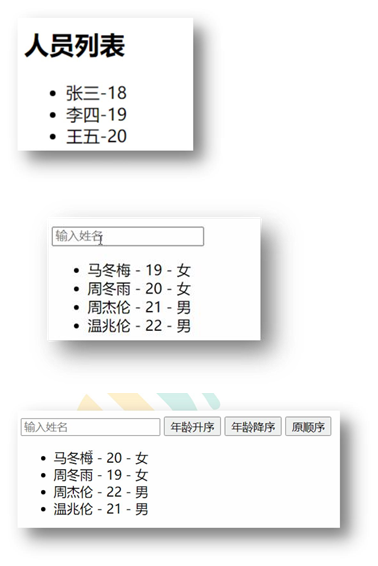 人员列表
张三-18
李四-19
王五-20
输入姓名
马冬梅 - 19 - 女
周冬雨 - 20 - 女
周杰伦 - 21 - 男
温兆伦 - 22 - 男
输入姓名 年龄升序 年龄降序 原顺序
马冬梅 - 20 - 女
周冬雨 - 19 - 女
周杰伦 - 22 - 男
温兆伦 - 21 - 男